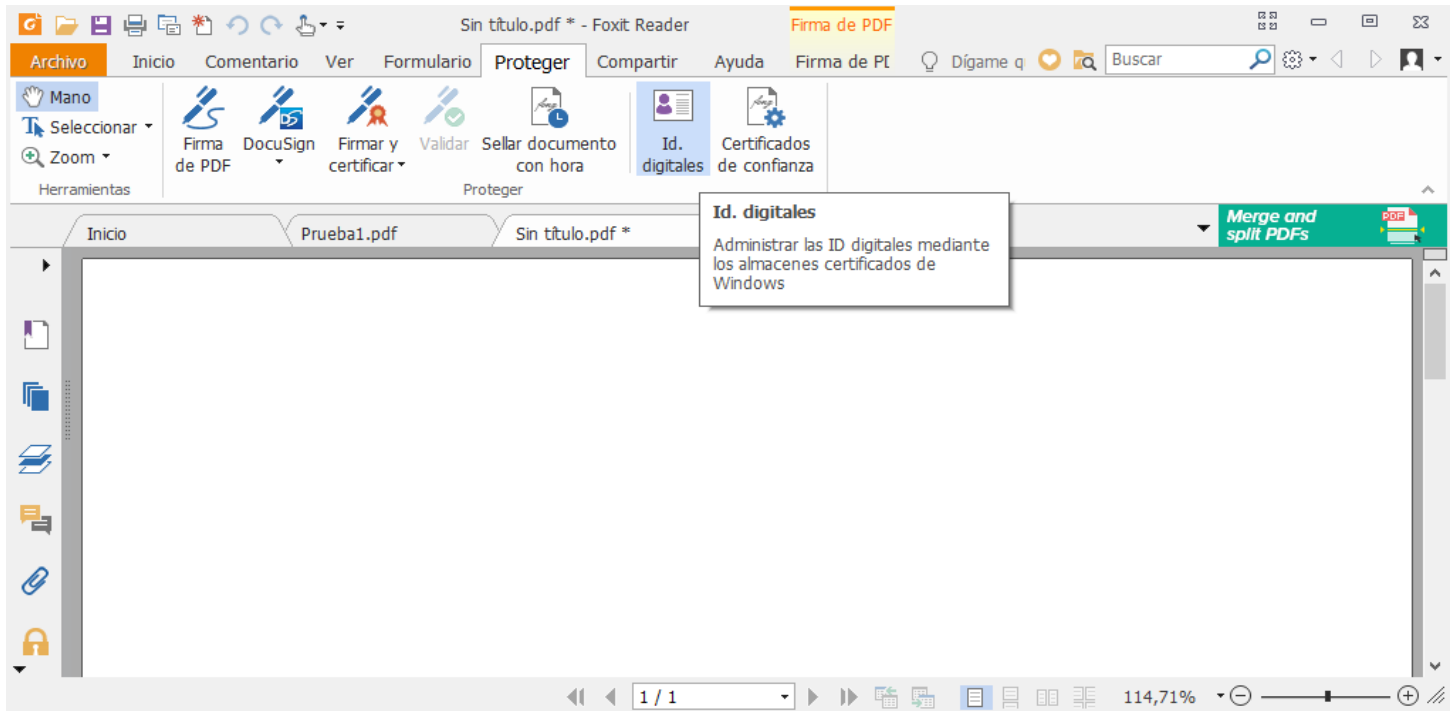 Sin título.pdf * - Foxit Reader
Firma de PDF
Archivo Inicio Comentario Ver Formulario Proteger Compartir Ayuda Firma de PI Dígame q Buscar
Mano
Seleccionar
Zoom
Herramientas
Firma
de PDF
DocuSign
Firmar y
certificar
Validar
Sellar documento
con hora
Proteger
Id.
digitales
Certificados
de confianza
Id. digitales
Administrar las ID digitales mediante
los almacenes certificados de
Windows
Inicio
Prueba1.pdf
Sin título.pdf *
Merge and
split PDFs
PDF
1 / 1
114,71%